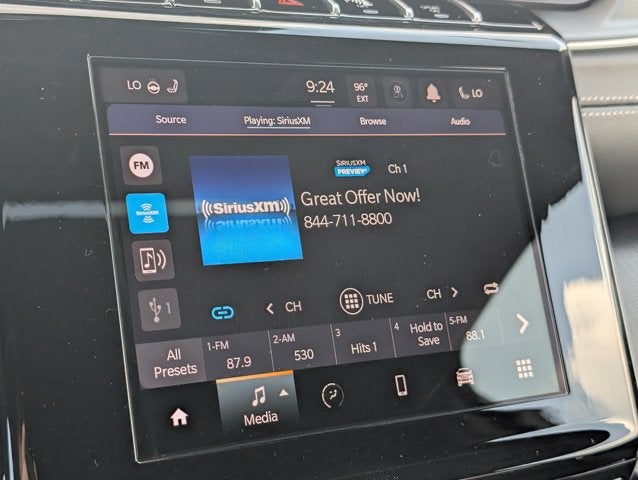 LO
9:24
96°
EXT
LO
Source
Playing: SiriusXM
Browse
Audio
FM
SIRIUSXM
PREVIEW
Ch 1
((SiriusXM))
Great Offer Now!
844-711-8800
SiriusXM
1
CH
TUNE
CH
All
Presets
1-FM
87.9
2-AM
530
3
Hits 1
4
Hold to
Save
5-FM
88.1
Media